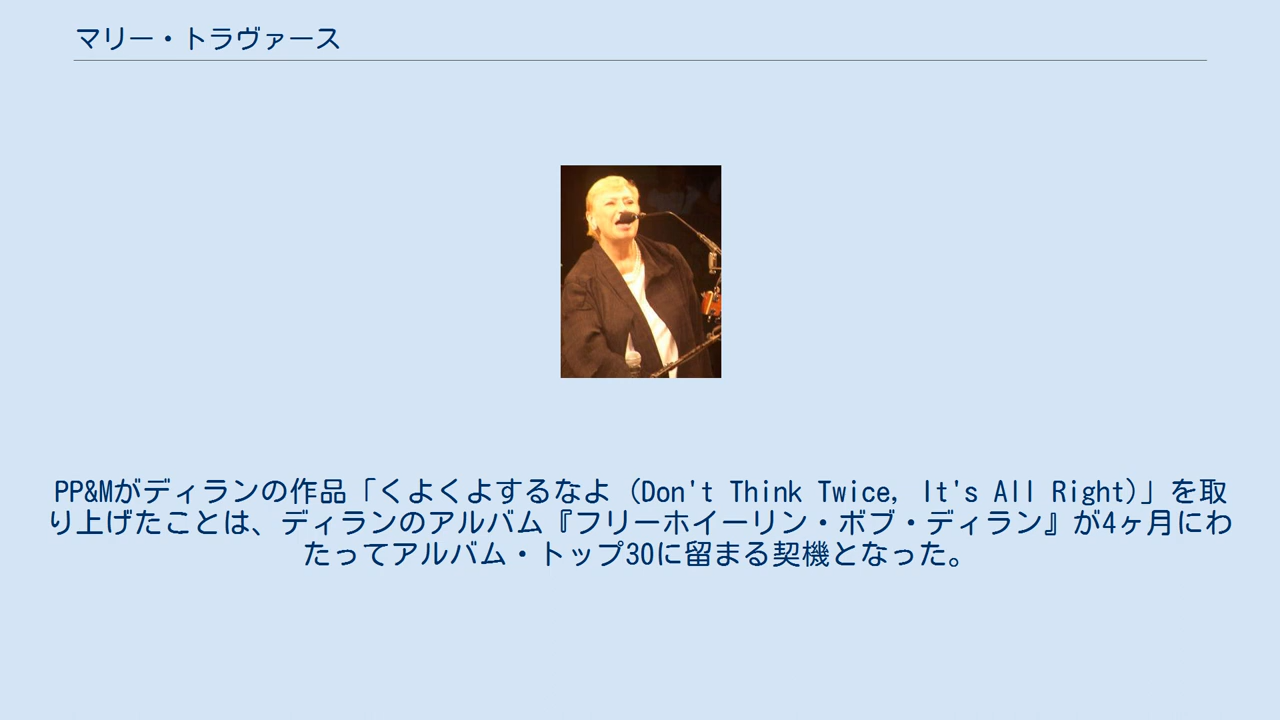 マリー・トラヴァース
PP&Mがディランの作品「くよくよするなよ（Don't Think Twice, It's All Right)」を取
り上げたことは、ディランのアルバム『フリーホイーリン・ボブ・ディラン』が4ヶ月にわ
たってアルバム・トップ30に留まる契機となった。